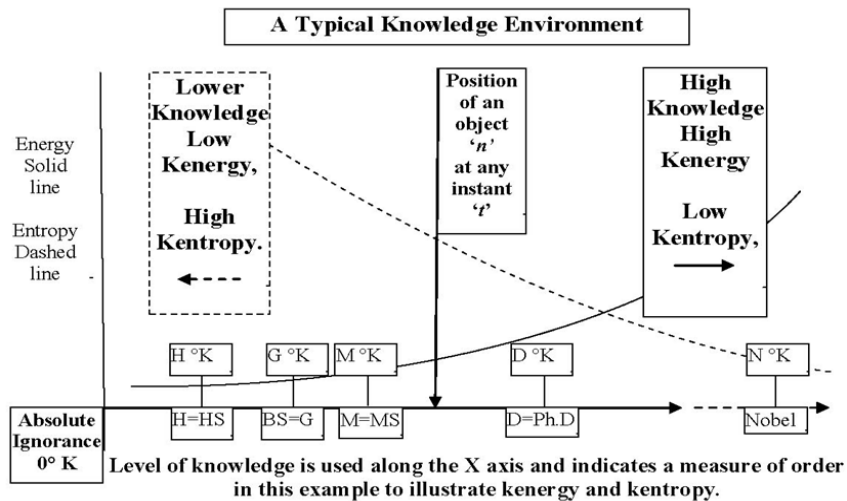 A Typical Knowledge Environment
Energy
Solid
line
Entropy
Dashed
line
Lower
Knowledge
Low
Kenergy,
High
Kentropy.
Position
of an
object
‘n’
at any
instant
‘t’
High
Knowledge
High
Kenergy
Low
Kentropy,
H °K
G °K
M °K
D °K
N °K
Absolute
Ignorance
0° K
H=HS
BS=G
M=MS
D=Ph.D
Nobel
Level of knowledge is used along the X axis and indicates a measure of order
in this example to illustrate kenergy and kentropy.